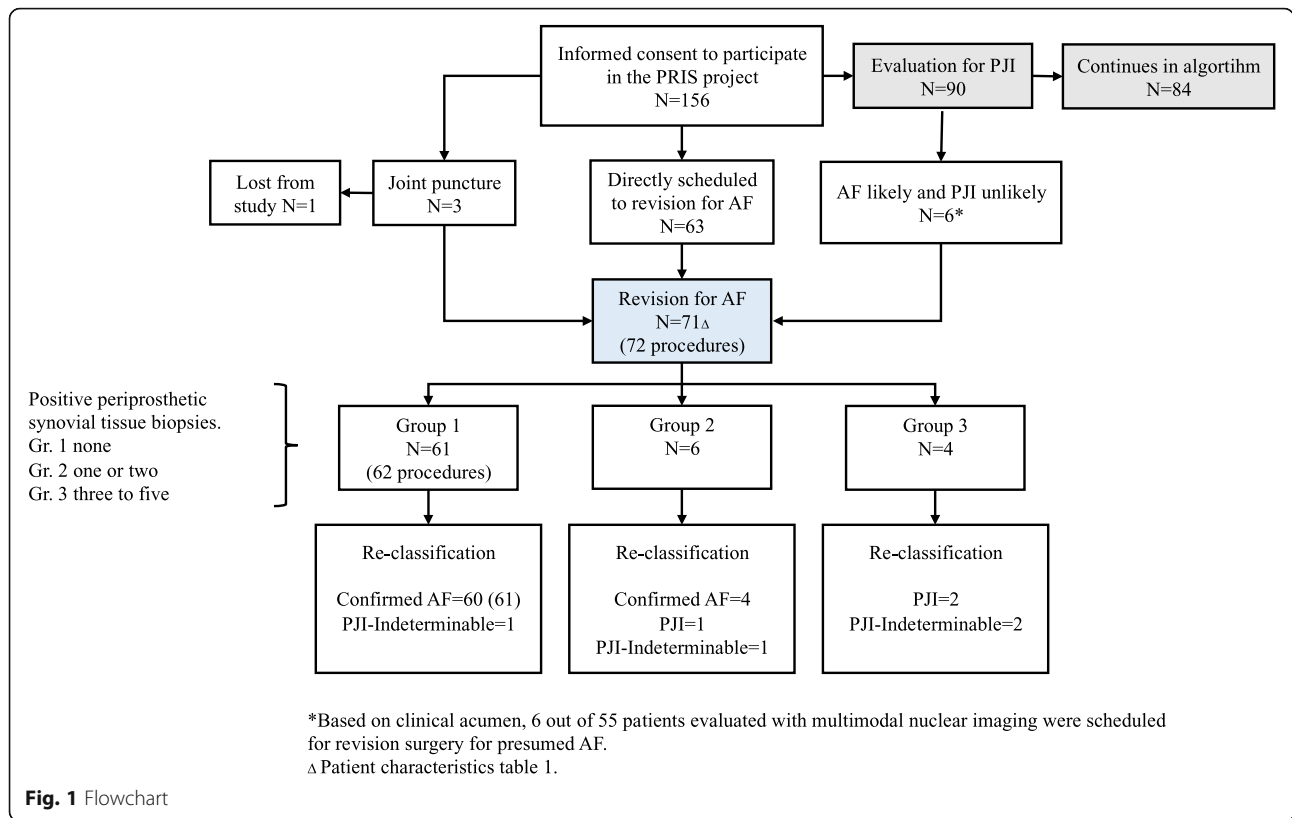 Informed consent to participate
in the PRIS project
N=156
Evaluation for PJI
N=90
Continues in algortihm
N=84
Lost from
study N=1
Joint puncture
N=3
Directly scheduled
to revision for AF
N=63
AF likely and PJI unlikely
N=6*
Revision for AF
N=71Δ
(72 procedures)
Positive periprosthetic
synovial tissue biopsies.
Gr. 1 none
Gr. 2 one or two
Gr. 3 three to five
Group 1
N=61
(62 procedures)
Group 2
N=6
Group 3
N=4
Re-classification
Confirmed AF=60 (61)
PJI-Indeterminable=1
Re-classification
Confirmed AF=4
PJI=1
PJI-Indeterminable=1
Re-classification
PJI=2
PJI-Indeterminable=2
*Based on clinical acumen, 6 out of 55 patients evaluated with multimodal nuclear imaging were scheduled
for revision surgery for presumed AF.
Δ Patient characteristics table 1.
Fig. 1 Flowchart